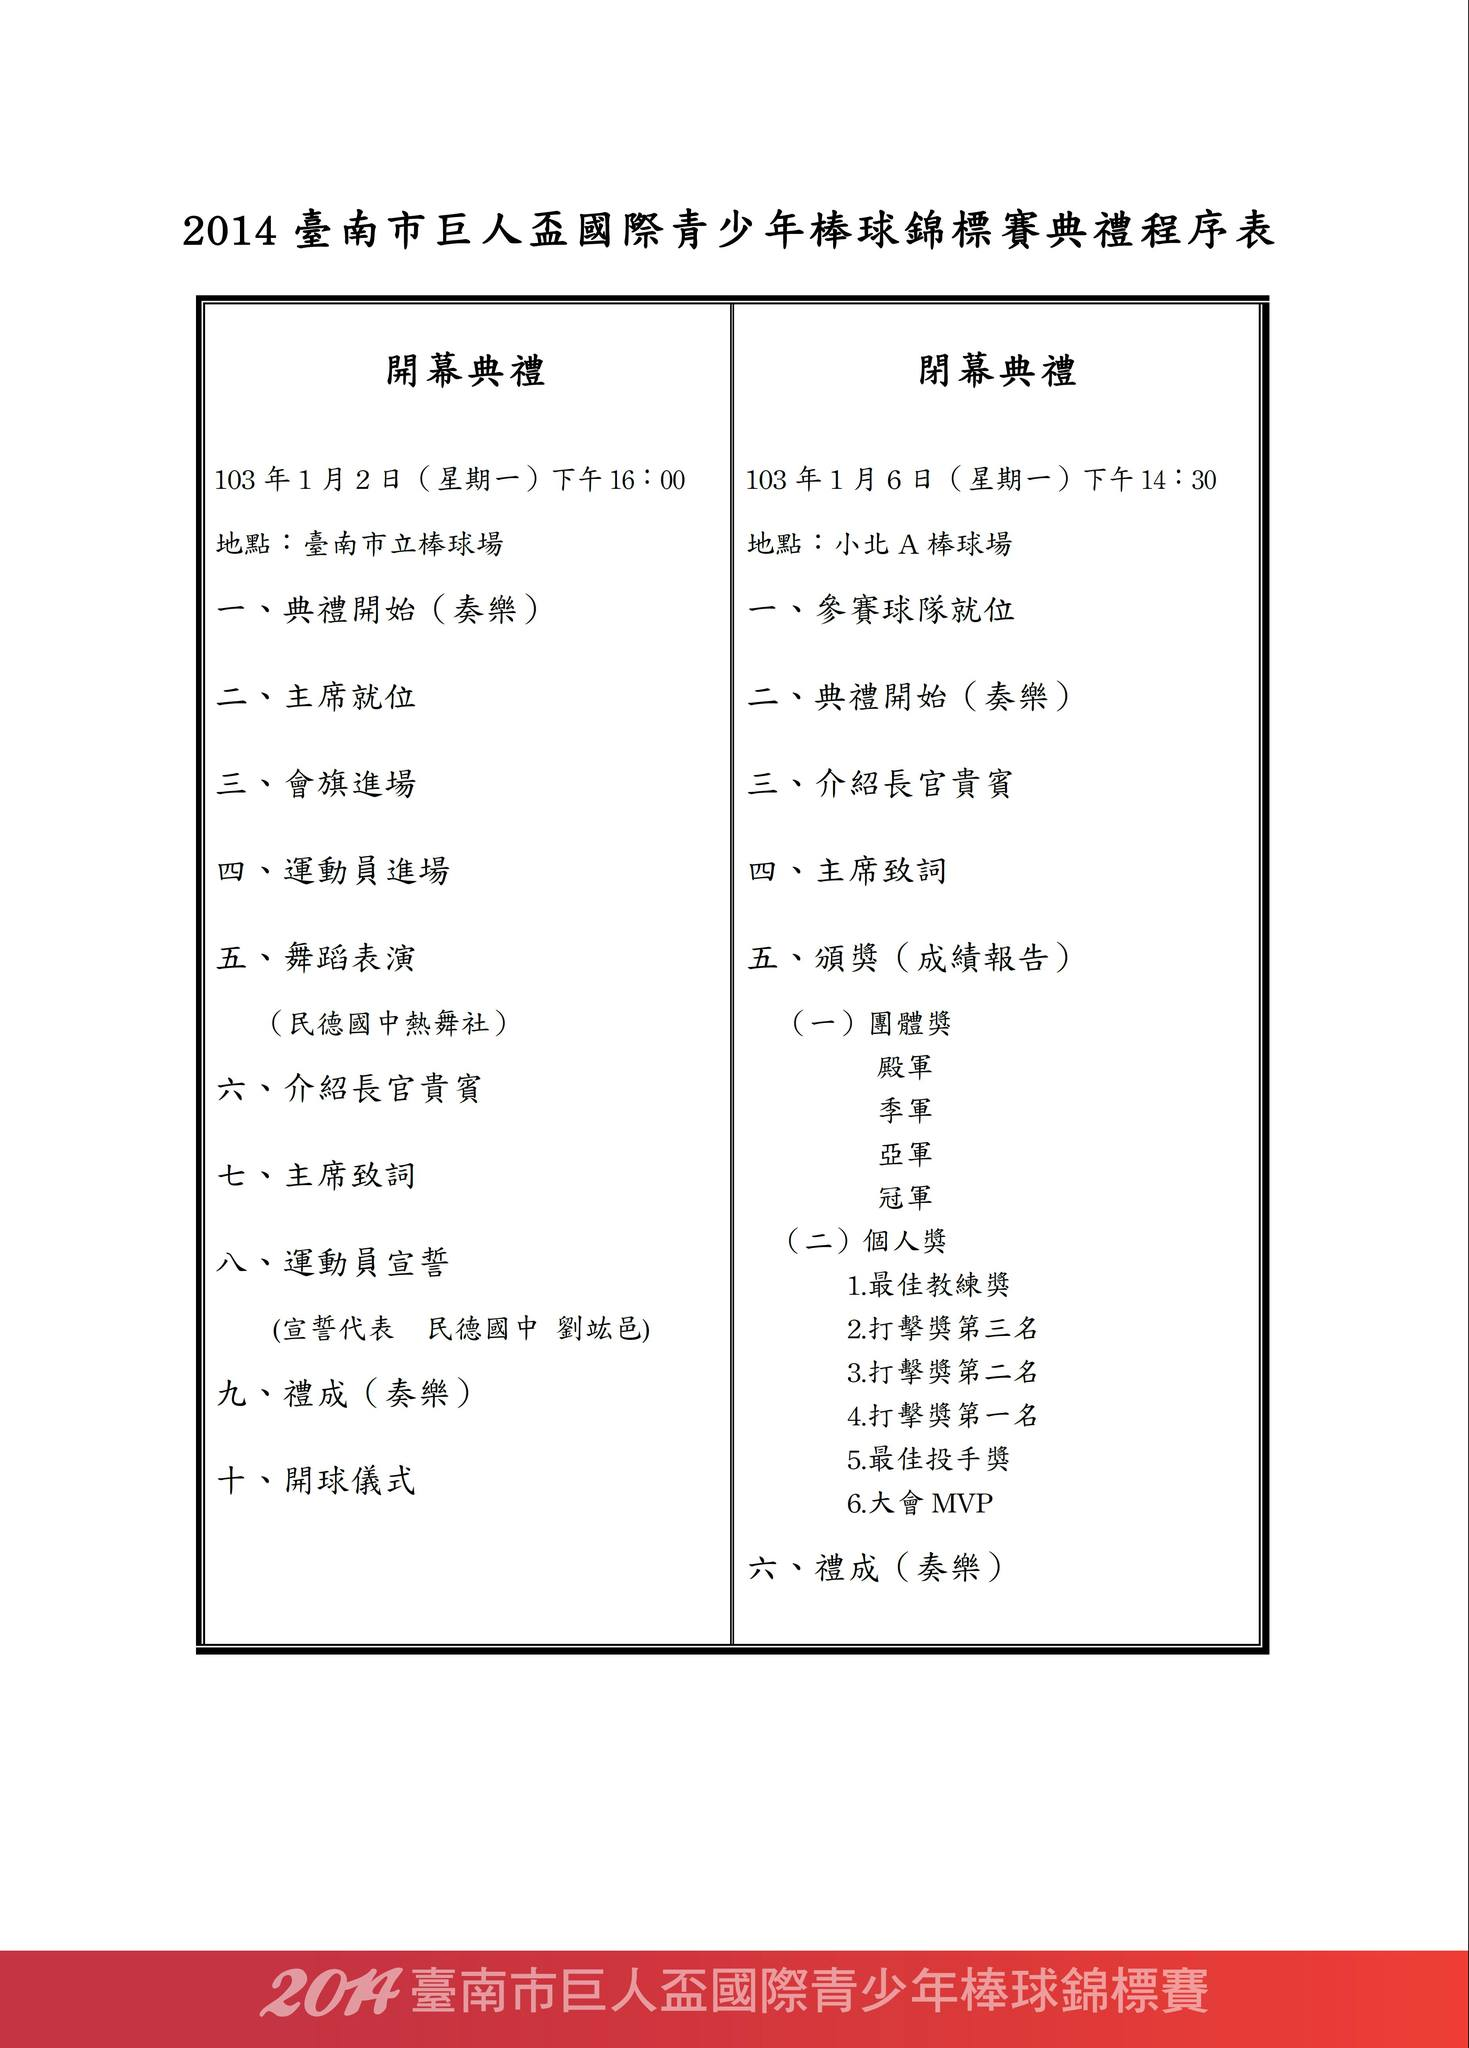 2014 臺南市巨人盃國際青少年棒球錦標賽典禮程序表
開幕典禮
103 年 1 月 2 日（星期一）下午 16：00
地點：臺南市立棒球場
一、典禮開始（奏樂）
二、主席就位
三、會旗進場
四、運動員進場
五、舞蹈表演
（民德國中熱舞社）
六、介紹長官貴賓
七、主席致詞
八、運動員宣誓
(宣誓代表　民德國中 劉竑邑)
九、禮成（奏樂）
十、開球儀式
閉幕典禮
103 年 1 月 6 日（星期一）下午 14：30
地點：小北 A 棒球場
一、參賽球隊就位
二、典禮開始（奏樂）
三、介紹長官貴賓
四、主席致詞
五、頒獎（成績報告）
（一）團體獎
殿軍
季軍
亞軍
冠軍
（二）個人獎
1.最佳教練獎
2.打擊獎第三名
3.打擊獎第二名
4.打擊獎第一名
5.最佳投手獎
6.大會 MVP
六、禮成（奏樂）
2014 臺南市巨人盃國際青少年棒球錦標賽